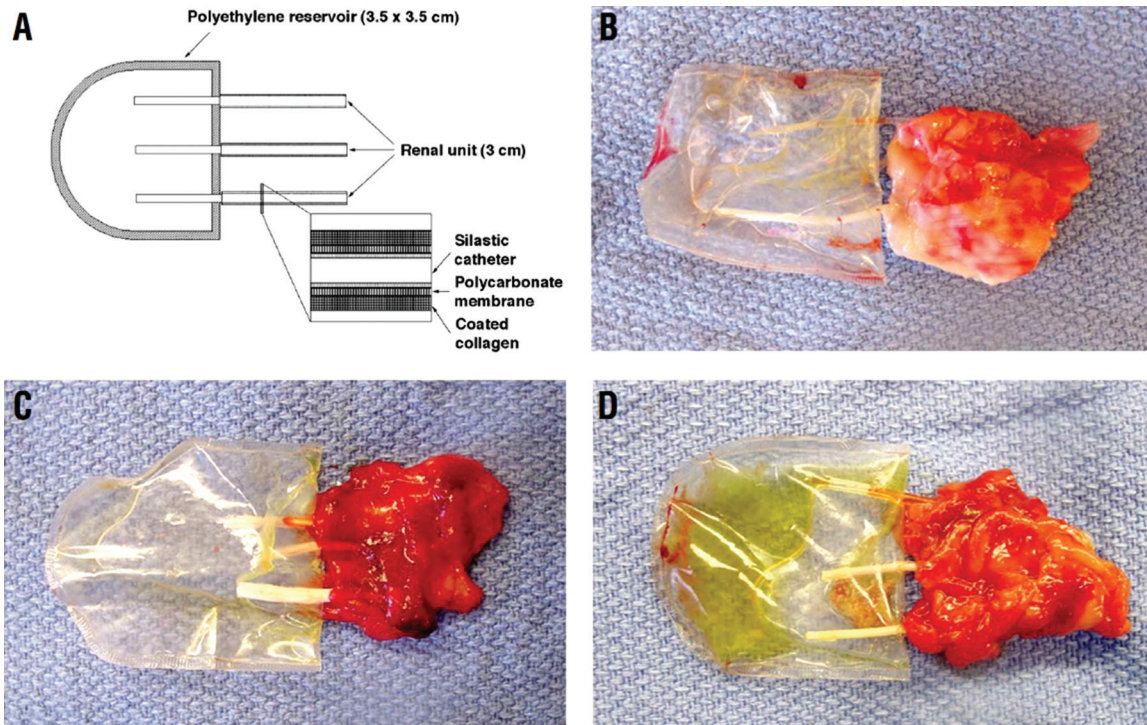 A
Polyethylene reservoir (3.5 x 3.5 cm)
Renal unit (3 cm)
Silastic
catheter
Polycarbonate
membrane
Coated
collagen
B
C
D